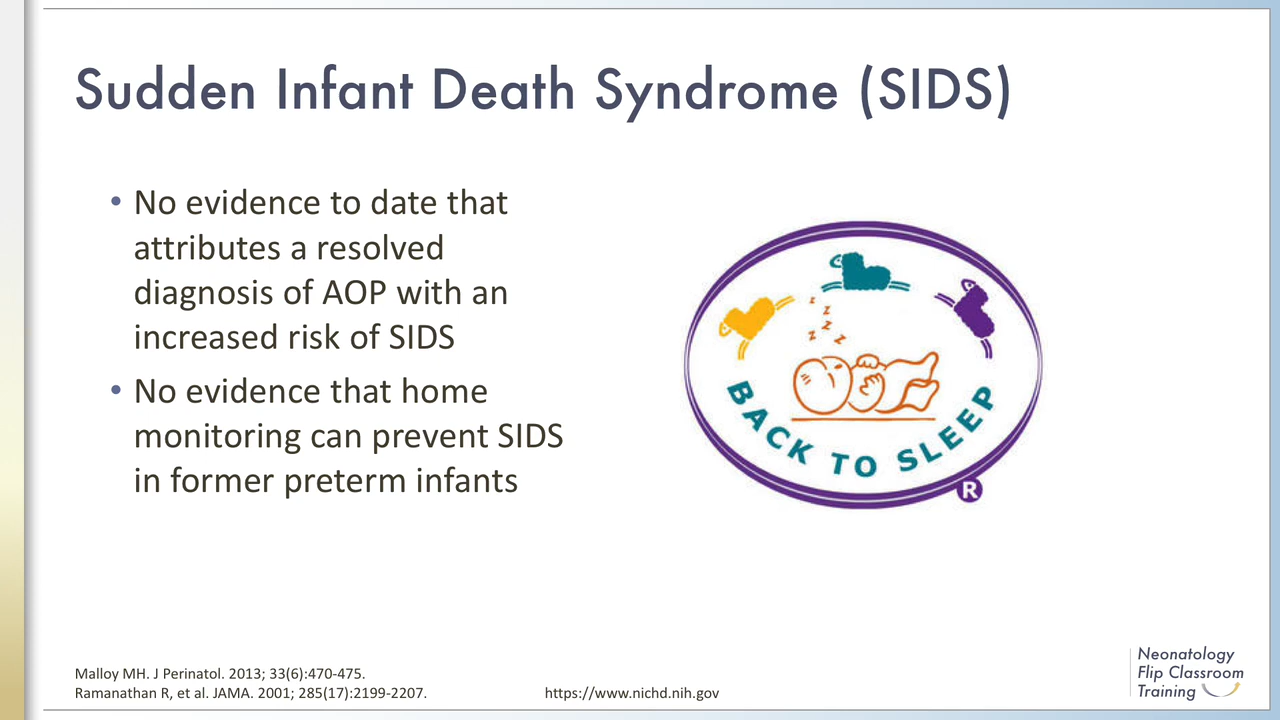 Sudden Infant Death Syndrome (SIDS)
• No evidence to date that
attributes a resolved
diagnosis of AOP with an
increased risk of SIDS
• No evidence that home
monitoring can prevent SIDS
in former preterm infants
z
z
z
z
z
BACK TO SLEEP
R
Malloy MH. J Perinatol. 2013; 33(6):470-475.
Ramanathan R, et al. JAMA. 2001; 285(17):2199-2207.
https://www.nichd.nih.gov
Neonatology
Flip Classroom
Training